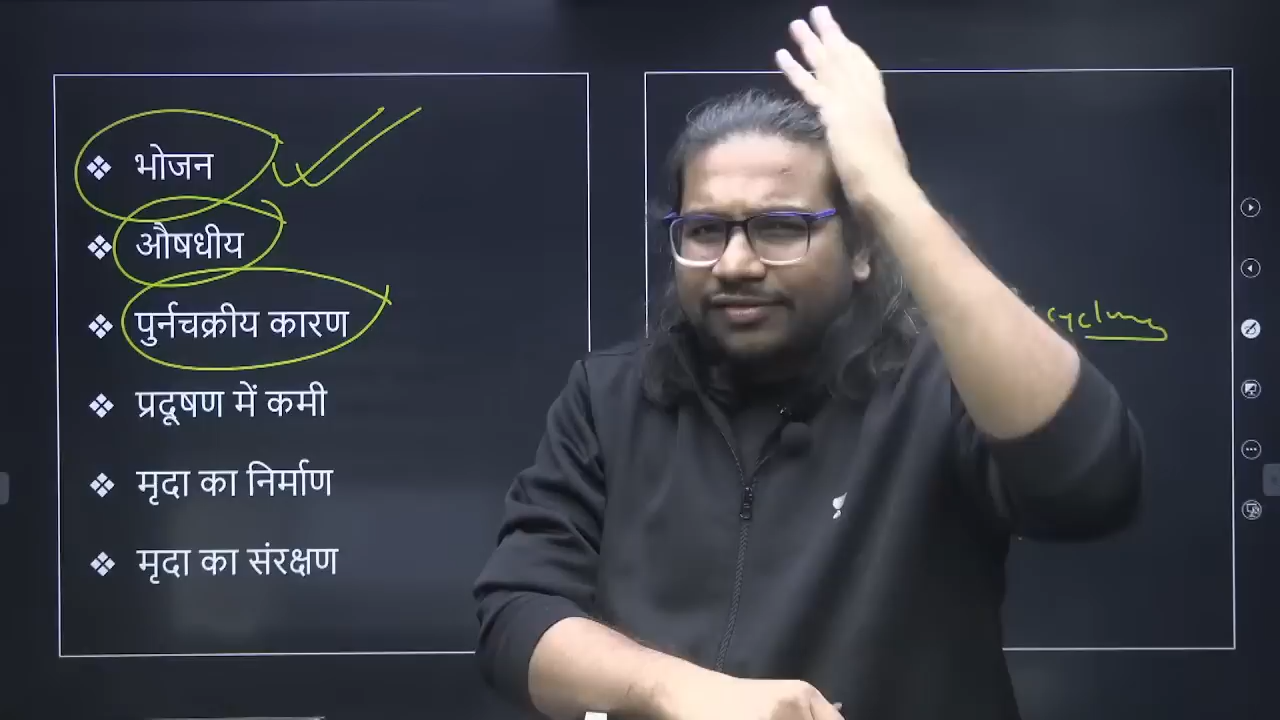 भोजन
औषधीय
पुर्नचक्रीय कारण
प्रदूषण में कमी
मृदा का निर्माण
मृदा का संरक्षण